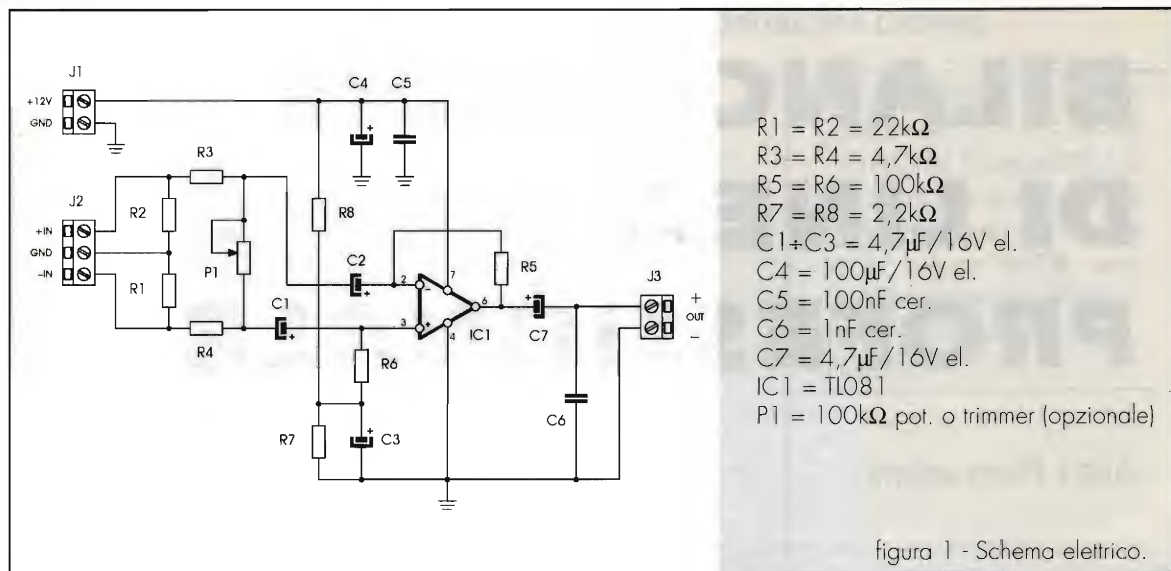 J1
+12V
GND
J2
+IN
GND
-IN
R3
R2
R1
R4
P1
C1
+
C2
+
R8
C4
+
C5
R7
R6
C3
+
2
-
3
+
7
6
4
IC1
R5
C7
+
C6
J3
+
OUT
-
R1 = R2 = 22kΩ
R3 = R4 = 4,7kΩ
R5 = R6 = 100kΩ
R7 = R8 = 2,2kΩ
C1÷C3 = 4,7µF/16V el.
C4 = 100µF/16V el.
C5 = 100nF cer.
C6 = 1nF cer.
C7 = 4,7µF/16V el.
IC1 = TL081
P1 = 100kΩ pot. o trimmer (opzionale)
figura 1 - Schema elettrico.